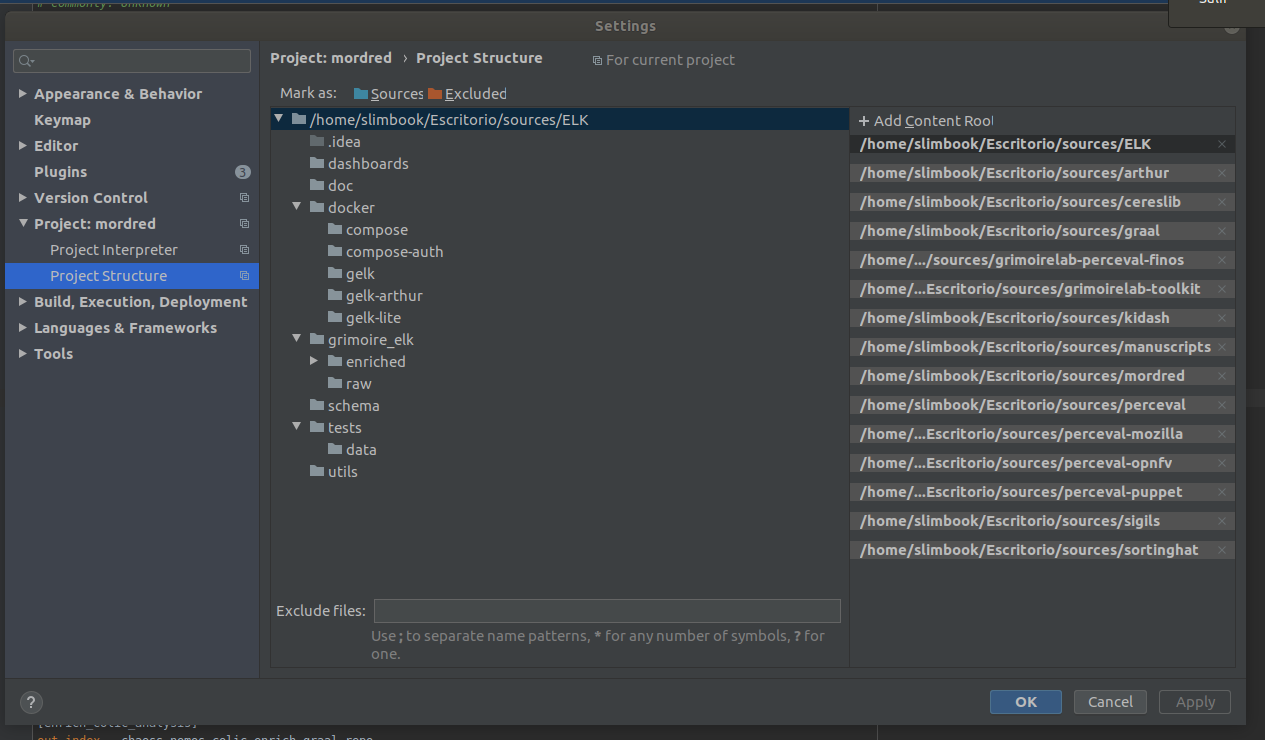 # Commony: Unknown
Settings
Project: mordred › Project Structure
For current project
Appearance & Behavior
Keymap
Editor
Plugins 3
Version Control
Project: mordred
Project Interpreter
Project Structure
Build, Execution, Deployment
Languages & Frameworks
Tools
Mark as: Sources Excluded
/home/slimbook/Escritorio/sources/ELK
.idea
dashboards
doc
docker
compose
compose-auth
gelk
gelk-arthur
gelk-lite
grimoire_elk
enriched
raw
schema
tests
data
utils
+ Add Content Root
/home/slimbook/Escritorio/sources/ELK
/home/slimbook/Escritorio/sources/arthur
/home/slimbook/Escritorio/sources/cereslib
/home/slimbook/Escritorio/sources/graal
/home/.../sources/grimoirelab-perceval-finos
/home/...Escritorio/sources/grimoirelab-toolkit
/home/slimbook/Escritorio/sources/kidash
/home/slimbook/Escritorio/sources/manuscripts
/home/slimbook/Escritorio/sources/mordred
/home/slimbook/Escritorio/sources/perceval
/home/...Escritorio/sources/perceval-mozilla
/home/...Escritorio/sources/perceval-opnfv
/home/...Escritorio/sources/perceval-puppet
/home/slimbook/Escritorio/sources/sigils
/home/slimbook/Escritorio/sources/sortinghat
Exclude files:
Use ; to separate name patterns, * for any number of symbols, ? for
one.
?
OK
Cancel
Apply
[enrich_colic_analysis]